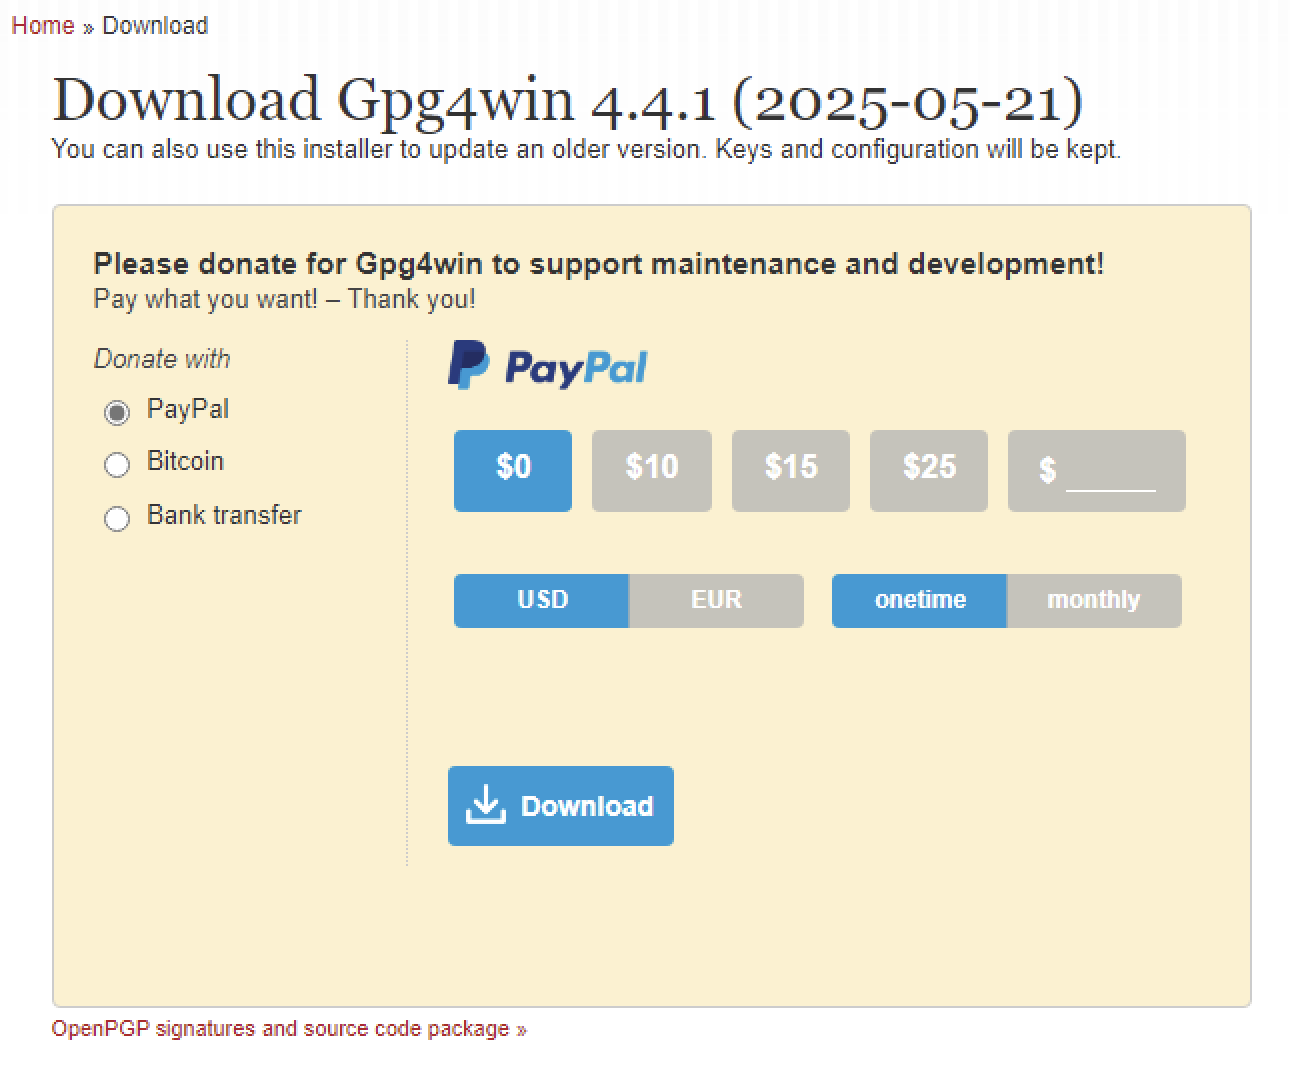 Home » Download
Download Gpg4win 4.4.1 (2025-05-21)
You can also use this installer to update an older version. Keys and configuration will be kept.
Please donate for Gpg4win to support maintenance and development!
Pay what you want! – Thank you!
Donate with
PayPal
Bitcoin
Bank transfer
PayPal
$0 $10 $15 $25 $ ______
USD EUR onetime monthly
Download
OpenPGP signatures and source code package »